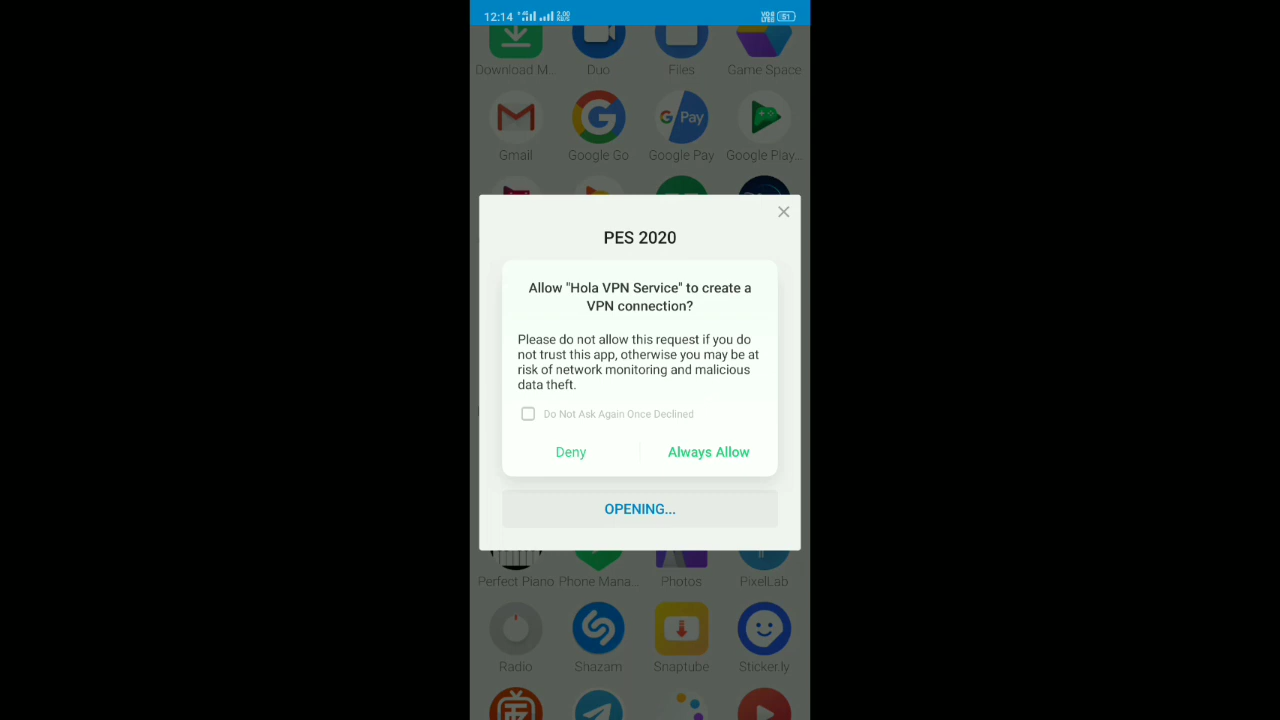 12:14
Download M... Duo Files Game Space
Gmail Google Go Google Pay Google Play...
PES 2020
Allow "Hola VPN Service" to create a
VPN connection?
Please do not allow this request if you do
not trust this app, otherwise you may be at
risk of network monitoring and malicious
data theft.
Do Not Ask Again Once Declined
Deny Always Allow
OPENING...
Perfect Piano Phone Mana... Photos PixelLab
Radio Shazam Snaptube Sticker.ly